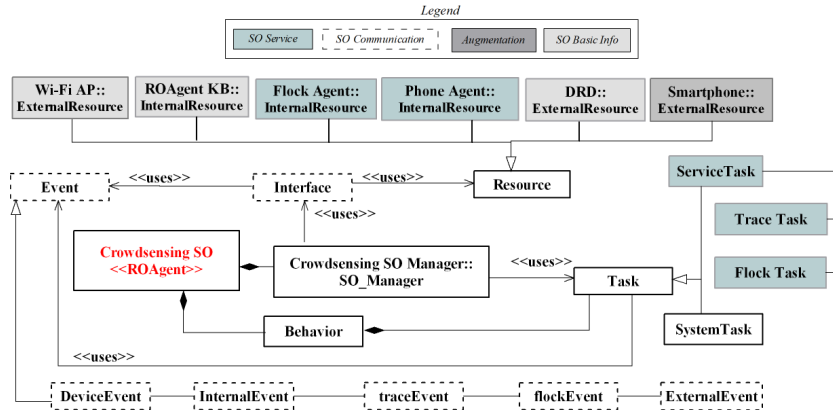 Legend
SO Service
SO Communication
Augmentation
SO Basic Info
Wi-Fi AP::
ExternalResource
ROAgent KB::
InternalResource
Flock Agent::
InternalResource
Phone Agent::
InternalResource
DRD::
ExternalResource
Smartphone::
ExternalResource
Event
<<uses>>
Interface
<<uses>>
Resource
ServiceTask
<<uses>>
Trace Task
Crowdsensing SO
<<ROAgent>>
Crowdsensing SO Manager::
SO_Manager
<<uses>>
Task
Flock Task
Behavior
SystemTask
<<uses>>
DeviceEvent
InternalEvent
traceEvent
flockEvent
ExternalEvent